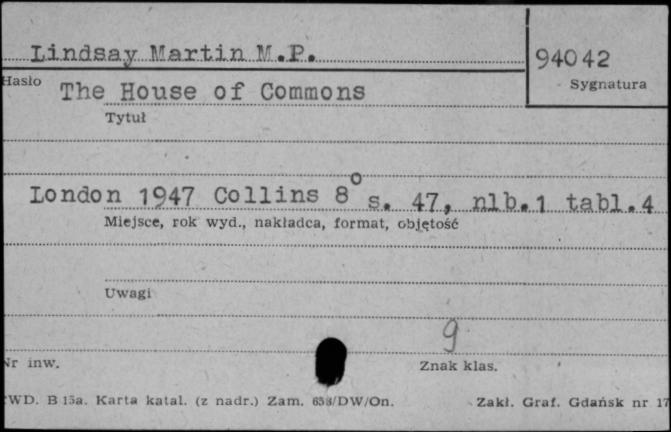 Lindsay Martin M.P.
94042
Hasło
Sygnatura
The House of Commons
Tytuł
London 1947 Collins 8° s. 47, nlb.1 tabl.4
Miejsce, rok wyd., nakładca, format, objętość
Uwagi
9
Nr inw.
Znak klas.
WD. B 15a. Karta katal. (z nadr.) Zam. 658/DW/On.
Zakł. Graf. Gdańsk nr 17